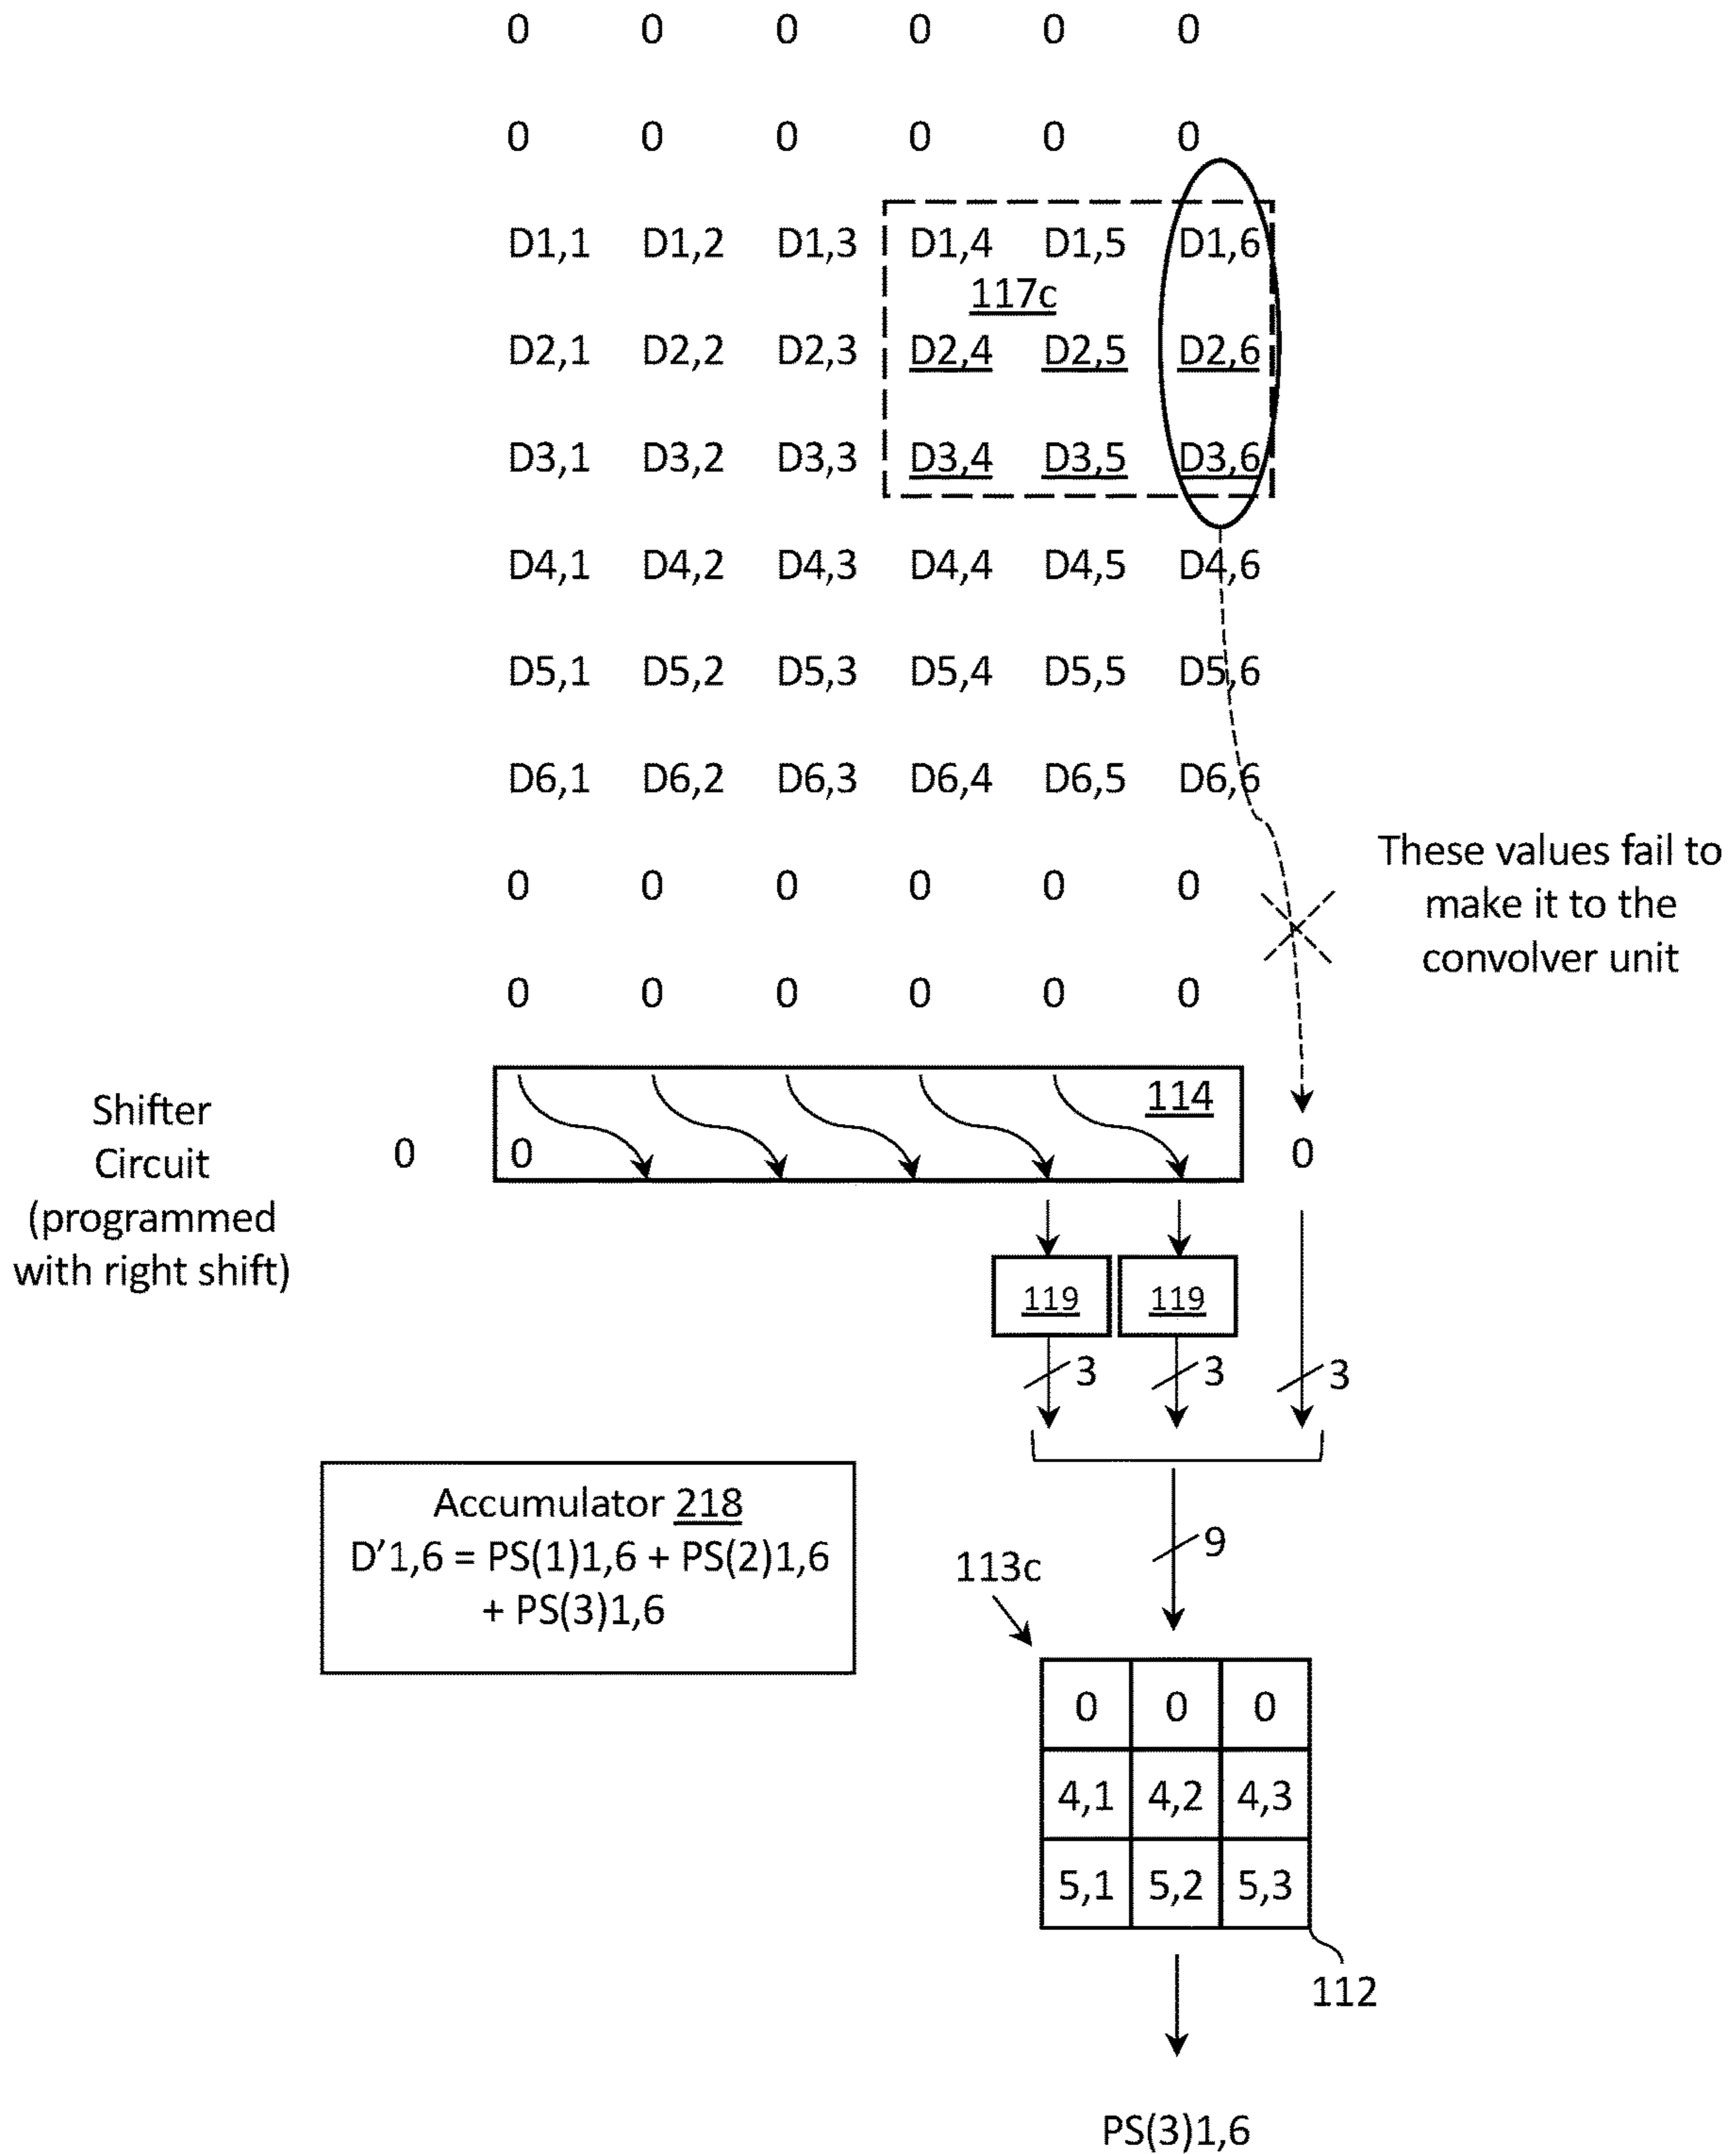 0 0 0 0 0 0
0 0 0 0 0 0
D1,1 D1,2 D1,3 D1,4 D1,5 D1,6
117c
D2,1 D2,2 D2,3 D2,4 D2,5 D2,6
D3,1 D3,2 D3,3 D3,4 D3,5 D3,6
D4,1 D4,2 D4,3 D4,4 D4,5 D4,6
D5,1 D5,2 D5,3 D5,4 D5,5 D5,6
D6,1 D6,2 D6,3 D6,4 D6,5 D6,6
0 0 0 0 0 0
0 0 0 0 0 0
These values fail to
make it to the
convolver unit
Shifter
Circuit
(programmed
with right shift)
114
0 0 0
119 119
3 3 3
Accumulator 218
D'1,6 = PS(1)1,6 + PS(2)1,6
+ PS(3)1,6
9
113c
0 0 0
4,1 4,2 4,3
5,1 5,2 5,3
112
PS(3)1,6